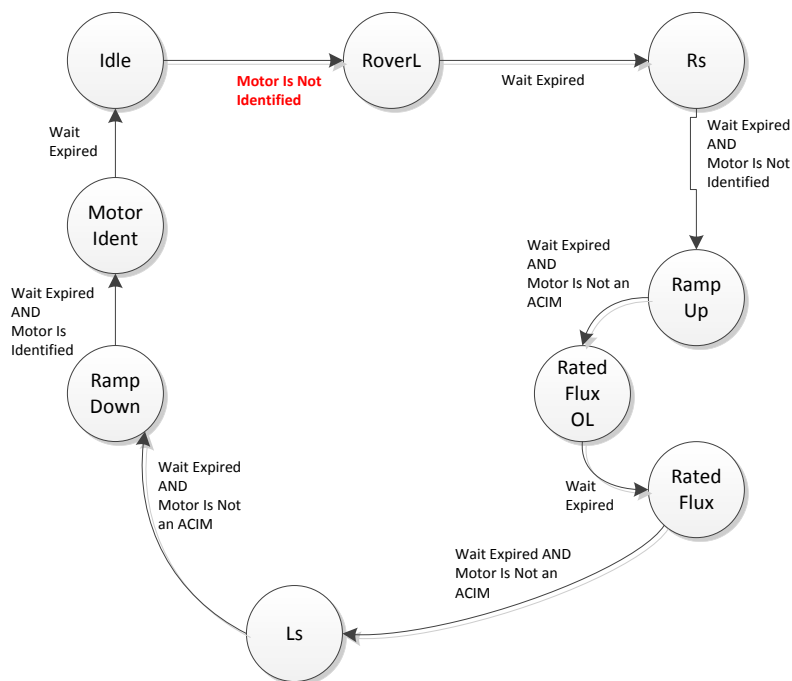 Idle
RoverL
Rs
Motor Is Not
Identified
Wait Expired
Wait Expired
AND
Motor Is Not
Identified
Wait
Expired
Motor
Ident
Wait Expired
AND
Motor Is Not an
ACIM
Ramp
Up
Wait Expired
AND
Motor Is
Identified
Rated
Flux
OL
Ramp
Down
Wait
Expired
Rated
Flux
Wait Expired
AND
Motor Is Not
an ACIM
Wait Expired AND
Motor Is Not an
ACIM
Ls